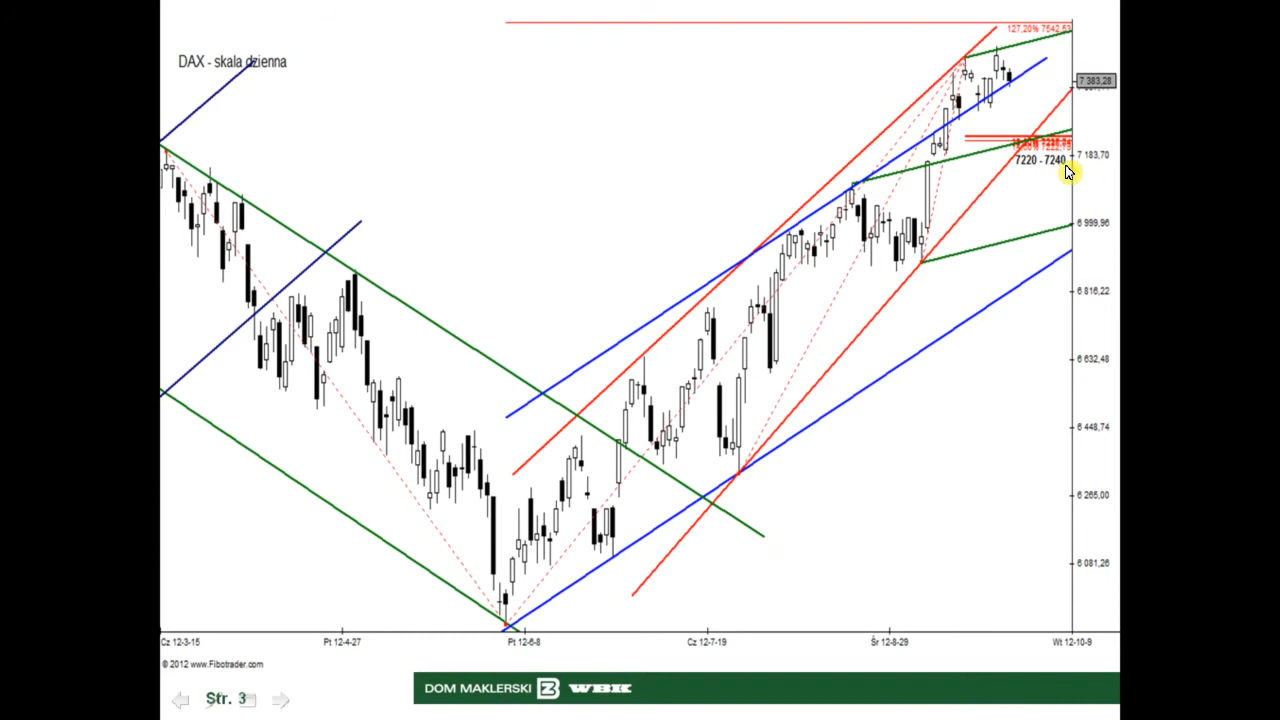 127,20% 7542,53
DAX - skala dzienna
7 383,28
7 183,70
7220 - 7240
6 999,96
6 816,22
6 632,48
6 448,74
6 265,00
6 081,26
Cz 12-3-15
Pt 12-4-27
Pt 12-6-8
Cz 12-7-19
Śr 12-8-29
Wt 12-10-9
© 2012 www.Fibotrader.com
Str. 3
DOM MAKLERSKI WBK